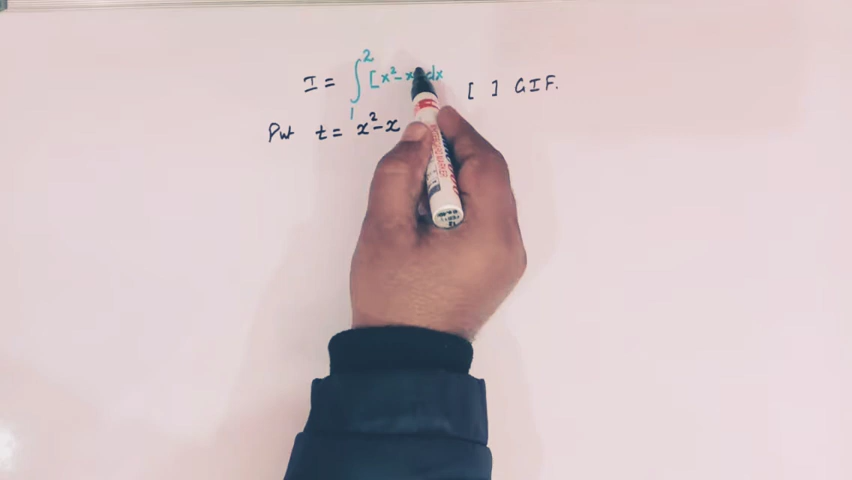 I = ∫₁² [x² - x dx [ ] GIF.
Put t = x² - x